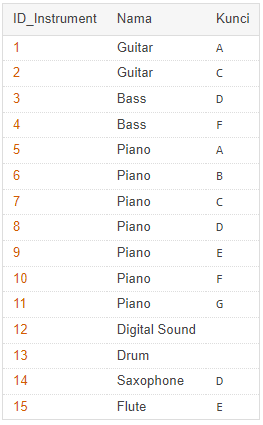 ID_Instrument Nama Kunci
1 Guitar A
2 Guitar C
3 Bass D
4 Bass F
5 Piano A
6 Piano B
7 Piano C
8 Piano D
9 Piano E
10 Piano F
11 Piano G
12 Digital Sound
13 Drum
14 Saxophone D
15 Flute E